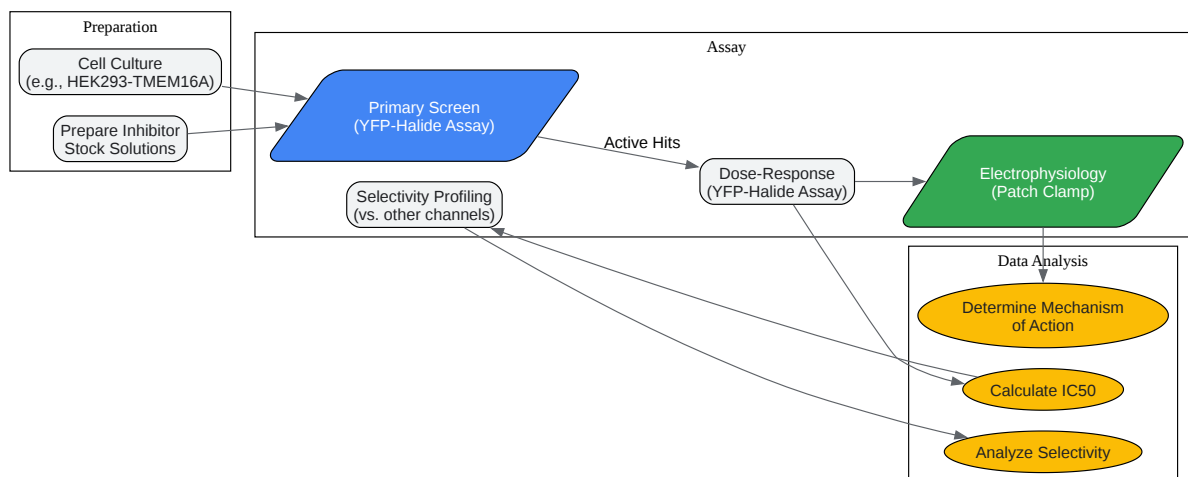 Preparation
Cell Culture
(e.g., HEK293-TMEM16A)
Prepare Inhibitor
Stock Solutions
Assay
Primary Screen
(YFP-Halide Assay)
Active Hits
Dose-Response
(YFP-Halide Assay)
Electrophysiology
(Patch Clamp)
Selectivity Profiling
(vs. other channels)
Data Analysis
Determine Mechanism
of Action
Calculate IC50
Analyze Selectivity